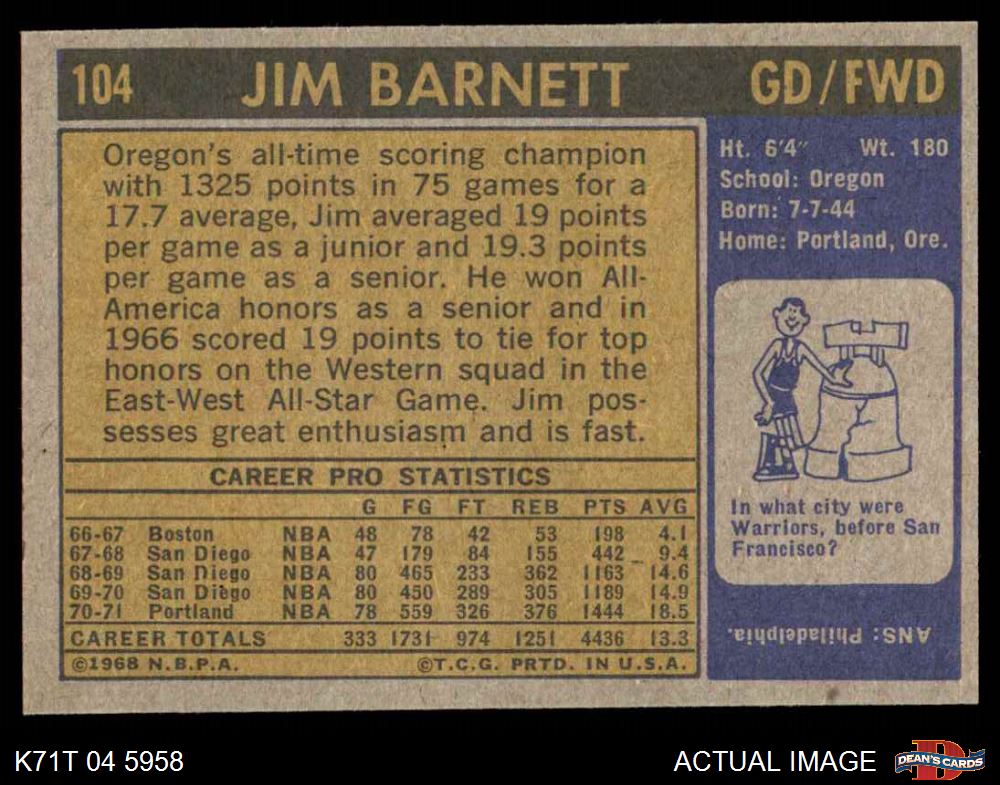 104 JIM BARNETT GD/FWD
Oregon's all-time scoring champion
with 1325 points in 75 games for a
17.7 average, Jim averaged 19 points
per game as a junior and 19.3 points
per game as a senior. He won All-
America honors as a senior and in
1966 scored 19 points to tie for top
honors on the Western squad in the
East-West All-Star Game. Jim pos-
sesses great enthusiasm and is fast.
CAREER PRO STATISTICS
G FG FT REB PTS AVG
66-67 Boston NBA 48 78 42 53 198 4.1
67-68 San Diego NBA 47 179 84 155 442 9.4
68-69 San Diego NBA 80 465 233 362 1163 14.6
69-70 San Diego NBA 80 450 289 305 1189 14.9
70-71 Portland NBA 78 559 326 376 1444 18.5
CAREER TOTALS 333 1731 974 1251 4436 13.3
©1968 N.B.P.A. ©T.C.G. PRTD. IN U.S.A.
Ht. 6'4" Wt. 180
School: Oregon
Born: 7-7-44
Home: Portland, Ore.
In what city were
Warriors, before San
Francisco?
ANS: Philadelphia.
K71T 04 5958 ACTUAL IMAGE DEAN'S CARDS